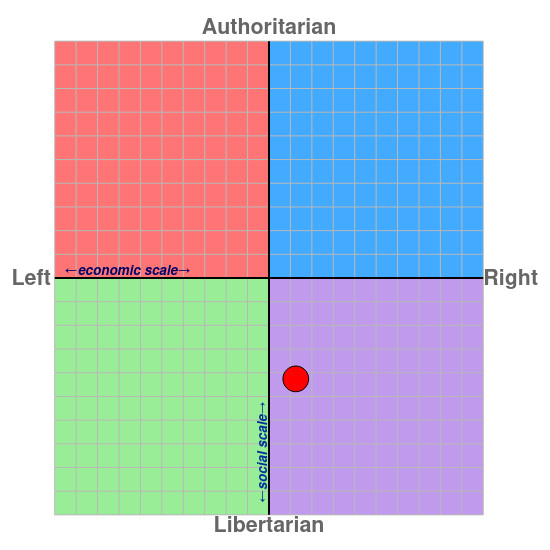 Authoritarian
←economic scale→
Left
Right
←social scale→
Libertarian